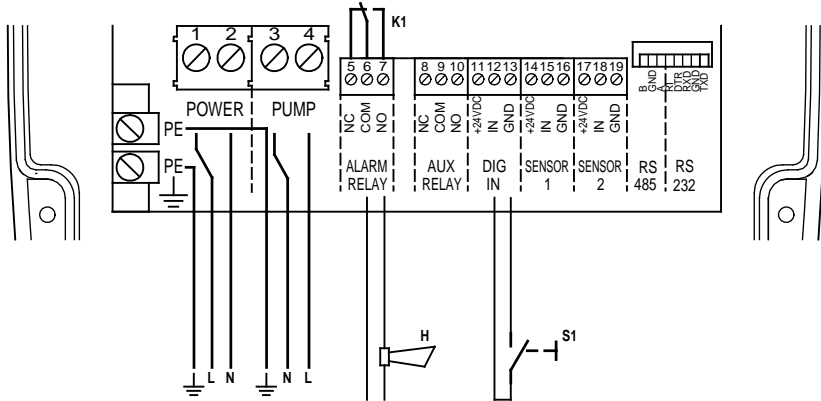 K1
1 2 3 4
5 6 7 8 9 10 11 12 13 14 15 16 17 18 19
B GND A RT DTR RXD GND TXD
NC COM NO NC COM NO +24VDC IN GND +24VDC IN GND +24VDC IN GND
POWER PUMP
PE
PE
ALARM RELAY
AUX RELAY
DIG IN
SENSOR 1
SENSOR 2
RS 485
RS 232
H
S1
L N N L